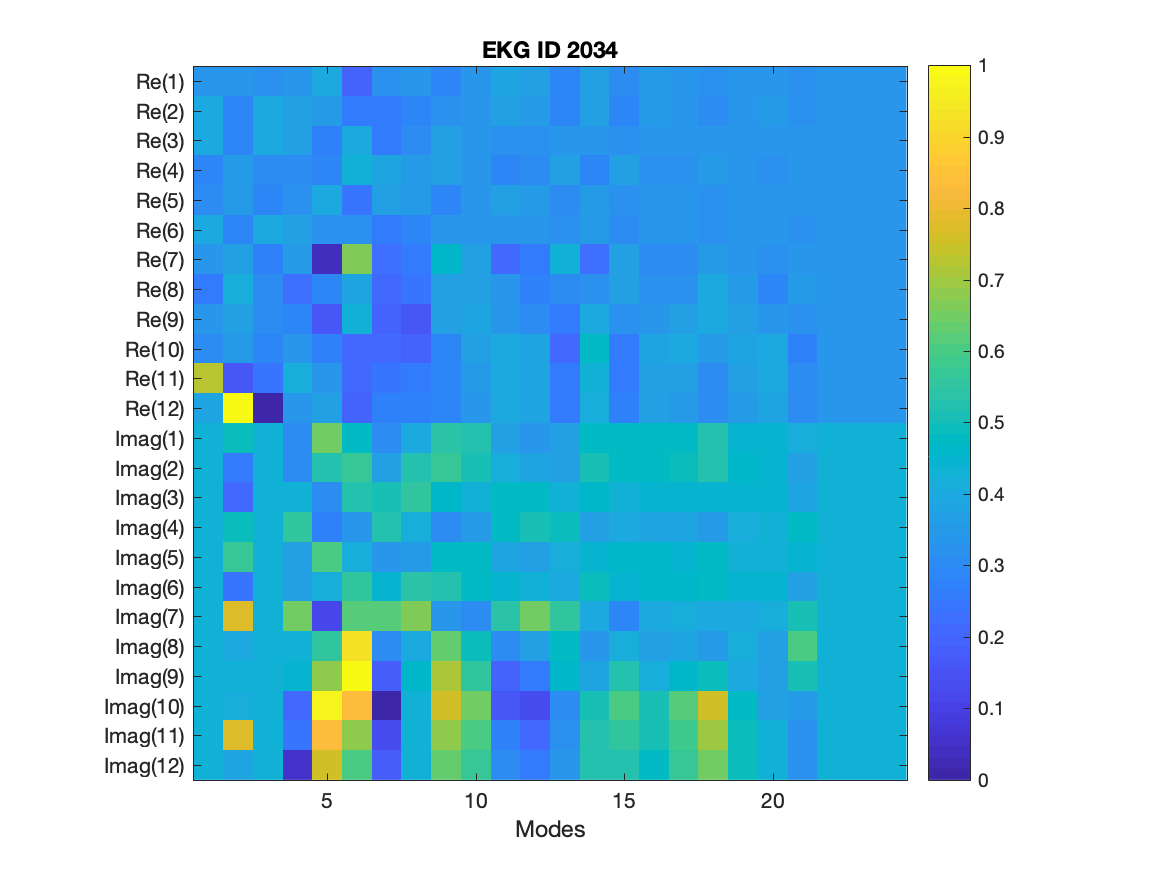 EKG ID 2034
Re(1)
Re(2)
Re(3)
Re(4)
Re(5)
Re(6)
Re(7)
Re(8)
Re(9)
Re(10)
Re(11)
Re(12)
Imag(1)
Imag(2)
Imag(3)
Imag(4)
Imag(5)
Imag(6)
Imag(7)
Imag(8)
Imag(9)
Imag(10)
Imag(11)
Imag(12)
5 10 15 20
Modes
1
0.9
0.8
0.7
0.6
0.5
0.4
0.3
0.2
0.1
0